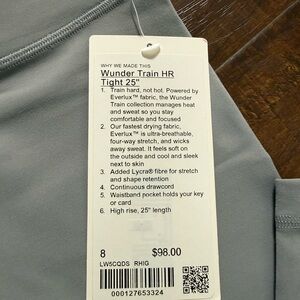 WHY WE MADE THIS
Wunder Train HR
Tight 25"
1. Train hard, not hot. Powered by
Everlux™ fabric, the Wunder
Train collection manages heat
and sweat so you stay
comfortable and focused
2. Our fastest drying fabric,
Everlux™ is ultra-breathable,
four-way stretch, and wicks
away sweat. It feels soft on
the outside and cool and sleek
next to skin
3. Added Lycra® fibre for stretch
and shape retention
4. Continuous drawcord
5. Waistband pocket holds your key
or card
6. High rise, 25" length
8 $98.00
LW5CQDS RHIG
000127653324